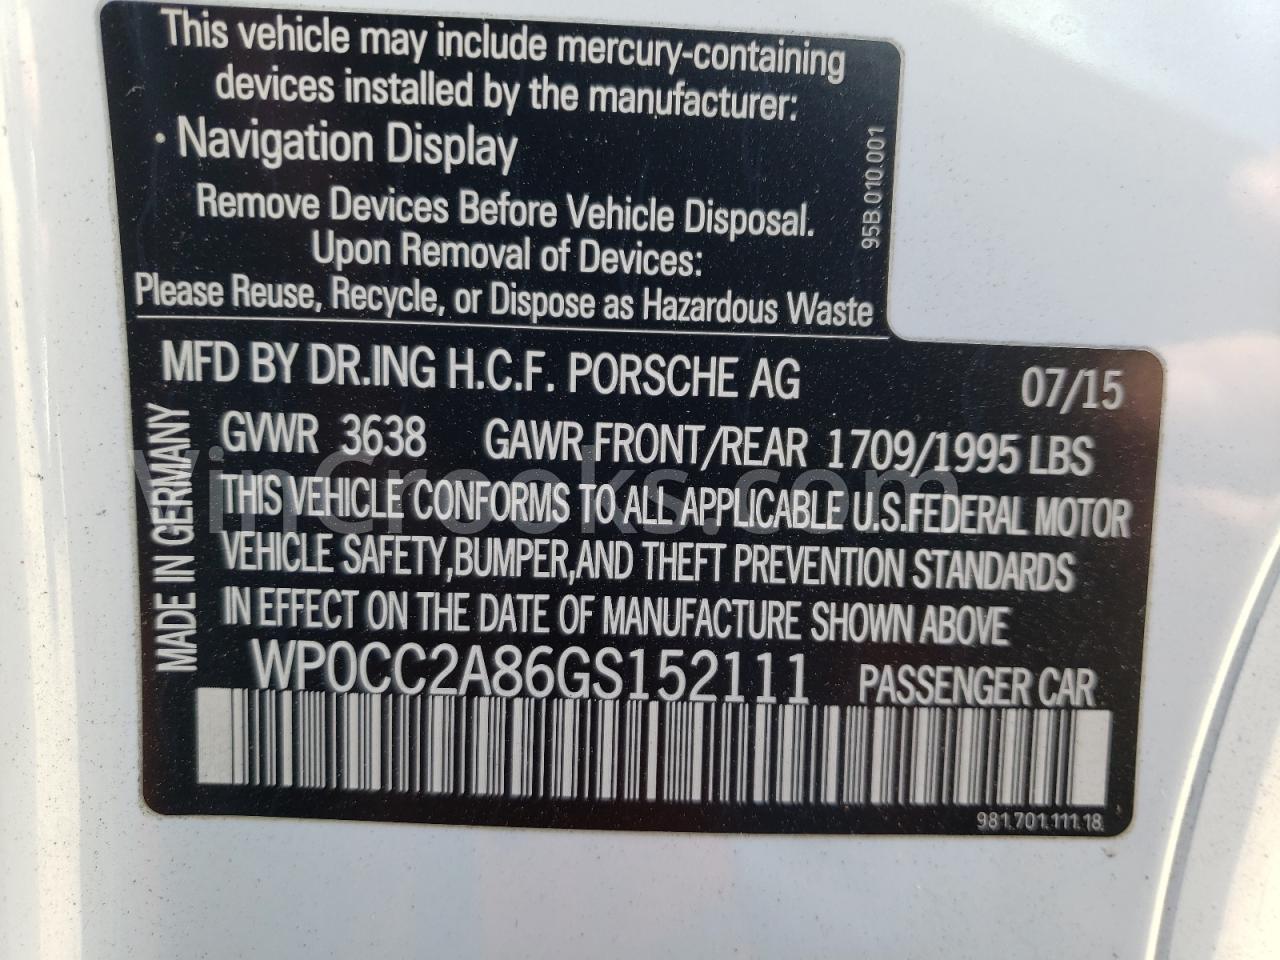 This vehicle may include mercury-containing
devices installed by the manufacturer:
· Navigation Display
Remove Devices Before Vehicle Disposal.
Upon Removal of Devices:
Please Reuse, Recycle, or Dispose as Hazardous Waste
95B.010.001
MFD BY DR.ING H.C.F. PORSCHE AG 07/15
GVWR 3638 GAWR FRONT/REAR 1709/1995 LBS
THIS VEHICLE CONFORMS TO ALL APPLICABLE U.S.FEDERAL MOTOR
VEHICLE SAFETY,BUMPER,AND THEFT PREVENTION STANDARDS
IN EFFECT ON THE DATE OF MANUFACTURE SHOWN ABOVE
MADE IN GERMANY
WP0CC2A86GS152111 PASSENGER CAR
981.701.111.18
VinCrooks.com